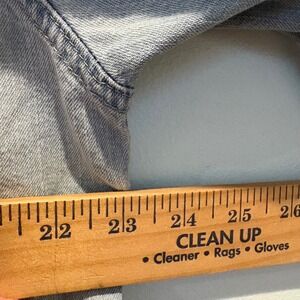 22 23 24 25 26
CLEAN UP
• Cleaner • Rags • Gloves